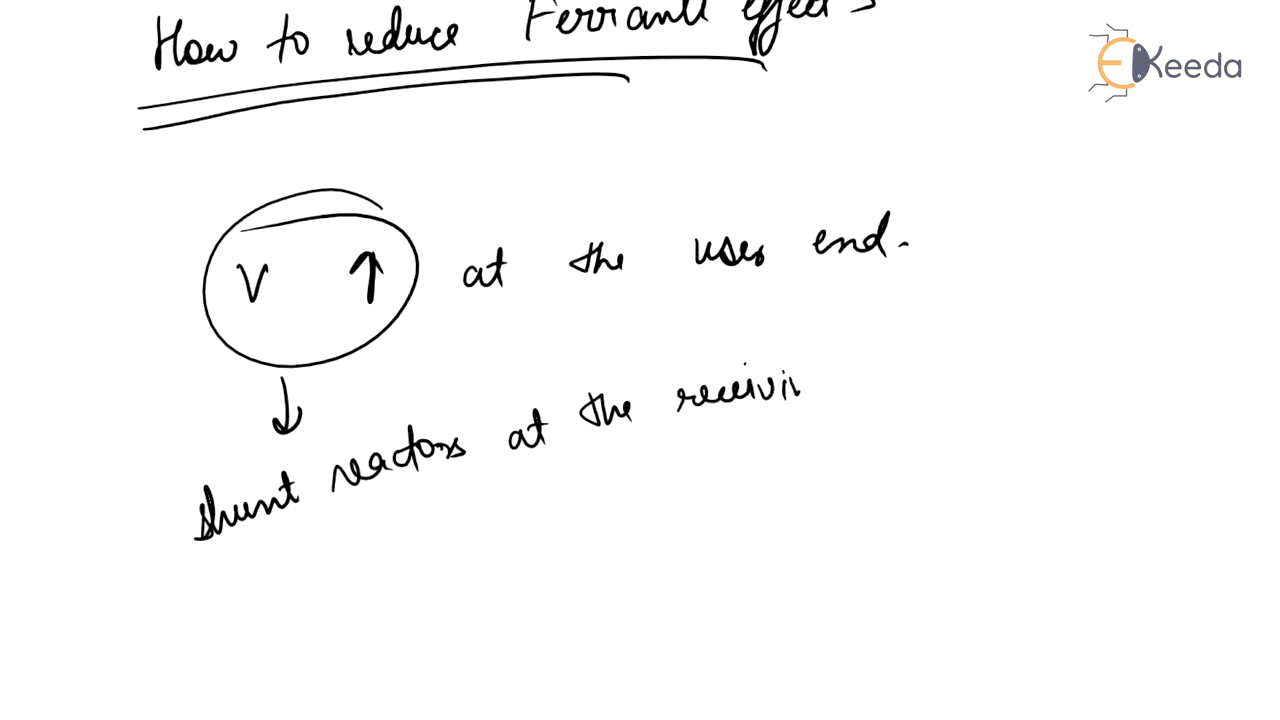 How to reduce Ferranti effect
EKeeda
V ↑ at the user end.
shunt reactors at the receivi